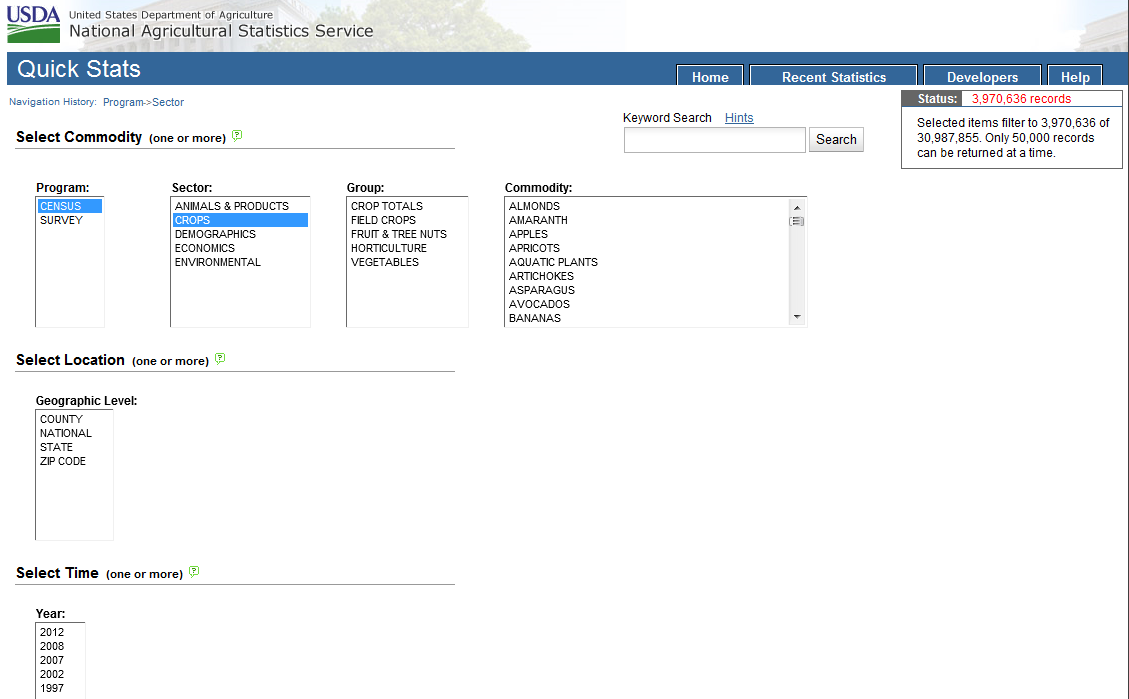 USDA
United States Department of Agriculture
National Agricultural Statistics Service
Quick Stats
Home
Recent Statistics
Developers
Help
Navigation History: Program->Sector
Status: 3,970,636 records
Selected items filter to 3,970,636 of
30,987,855. Only 50,000 records
can be returned at a time.
Keyword Search Hints
Search
Select Commodity (one or more) ?
Program:
CENSUS
SURVEY
Sector:
ANIMALS & PRODUCTS
CROPS
DEMOGRAPHICS
ECONOMICS
ENVIRONMENTAL
Group:
CROP TOTALS
FIELD CROPS
FRUIT & TREE NUTS
HORTICULTURE
VEGETABLES
Commodity:
ALMONDS
AMARANTH
APPLES
APRICOTS
AQUATIC PLANTS
ARTICHOKES
ASPARAGUS
AVOCADOS
BANANAS
Select Location (one or more) ?
Geographic Level:
COUNTY
NATIONAL
STATE
ZIP CODE
Select Time (one or more) ?
Year:
2012
2008
2007
2002
1997